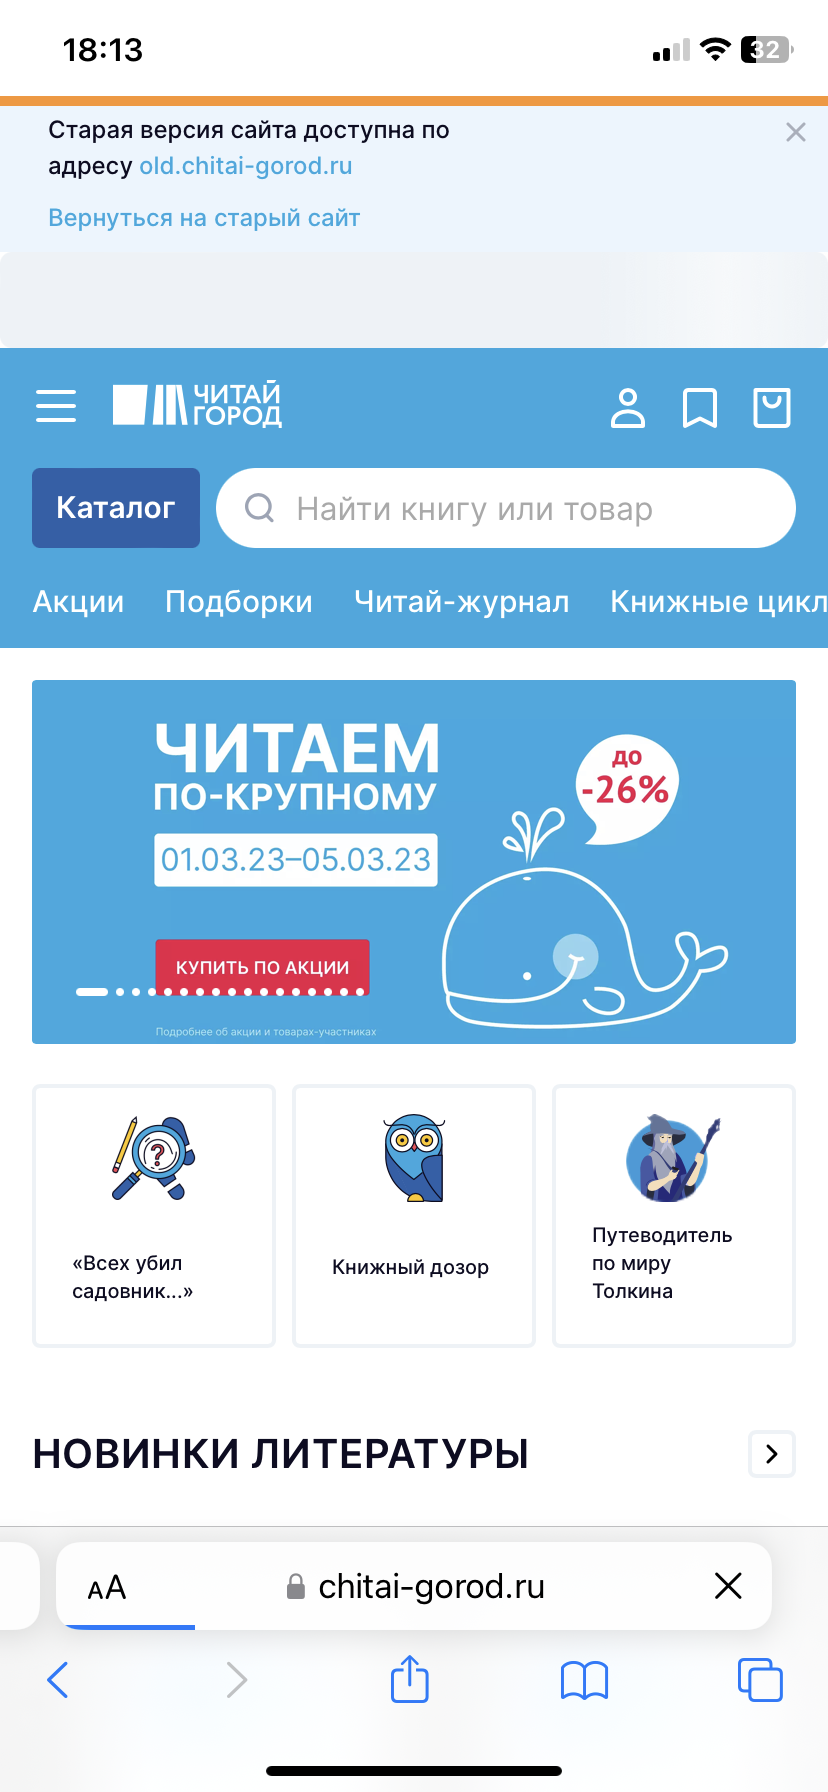 18:13
32
Старая версия сайта доступна по
адресу old.chitai-gorod.ru
Вернуться на старый сайт
ЧИТАЙ
ГОРОД
Каталог
Найти книгу или товар
Акции Подборки Читай-журнал Книжные цикл
ЧИТАЕМ
ПО-КРУПНОМУ
01.03.23–05.03.23
до
-26%
КУПИТЬ ПО АКЦИИ
Подробнее об акции и товарах-участниках
?
«Всех убил
садовник...»
Книжный дозор
Путеводитель
по миру
Толкина
НОВИНКИ ЛИТЕРАТУРЫ
AA chitai-gorod.ru